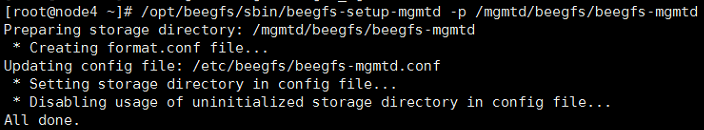 [root@node4 ~]# /opt/beegfs/sbin/beegfs-setup-mgmtd -p /mgmtd/beegfs/beegfs-mgmtd
Preparing storage directory: /mgmtd/beegfs/beegfs-mgmtd
 * Creating format.conf file...
Updating config file: /etc/beegfs/beegfs-mgmtd.conf
 * Setting storage directory in config file...
 * Disabling usage of uninitialized storage directory in config file...
All done.